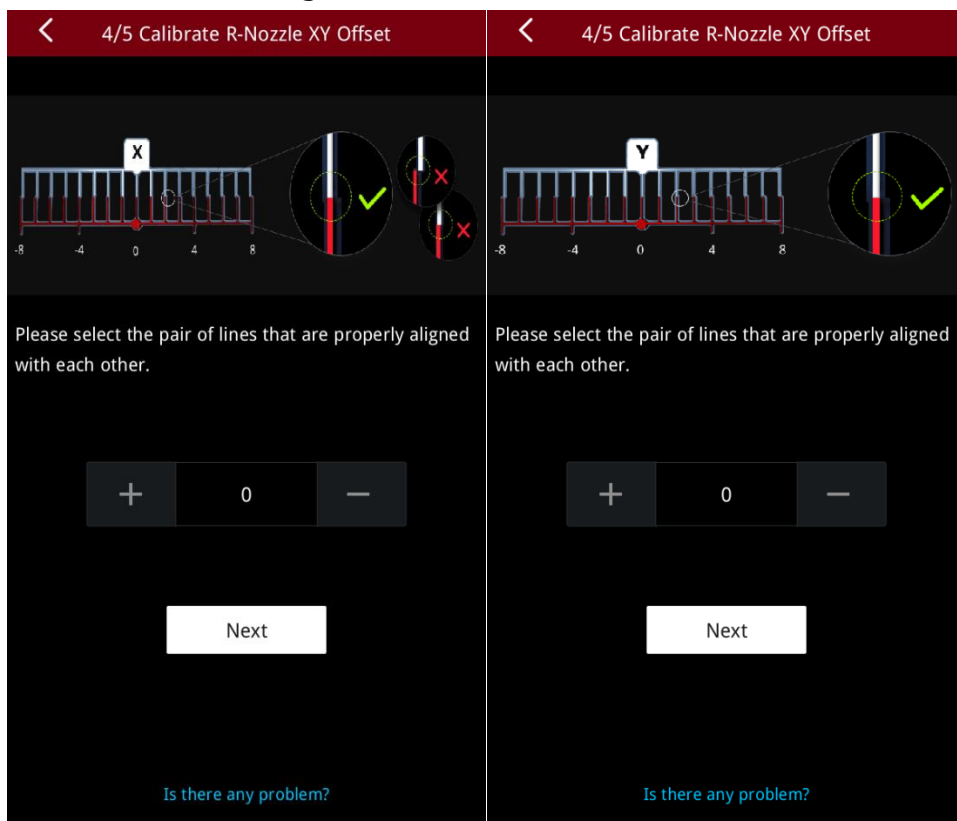 4/5 Calibrate R-Nozzle XY Offset
X
-8 -4 0 4 8
Please select the pair of lines that are properly aligned
with each other.
+ 0 −
Next
Is there any problem?
4/5 Calibrate R-Nozzle XY Offset
Y
-8 -4 0 4 8
Please select the pair of lines that are properly aligned
with each other.
+ 0 −
Next
Is there any problem?